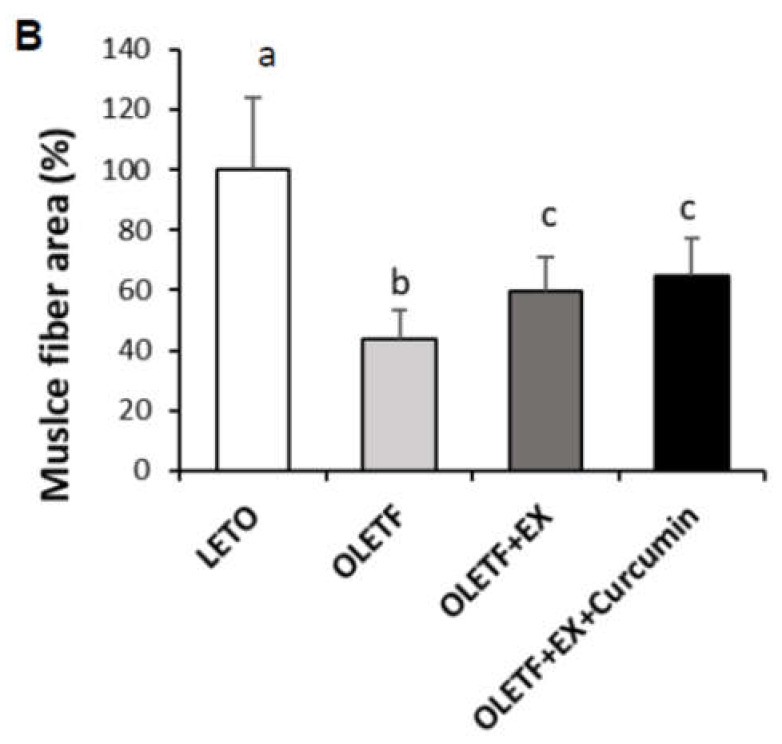 B
Muslce fiber area (%)
140
120
100
80
60
40
20
0
a
b
c
c
LETO
OLETF
OLETF+EX
OLETF+EX+Curcumin